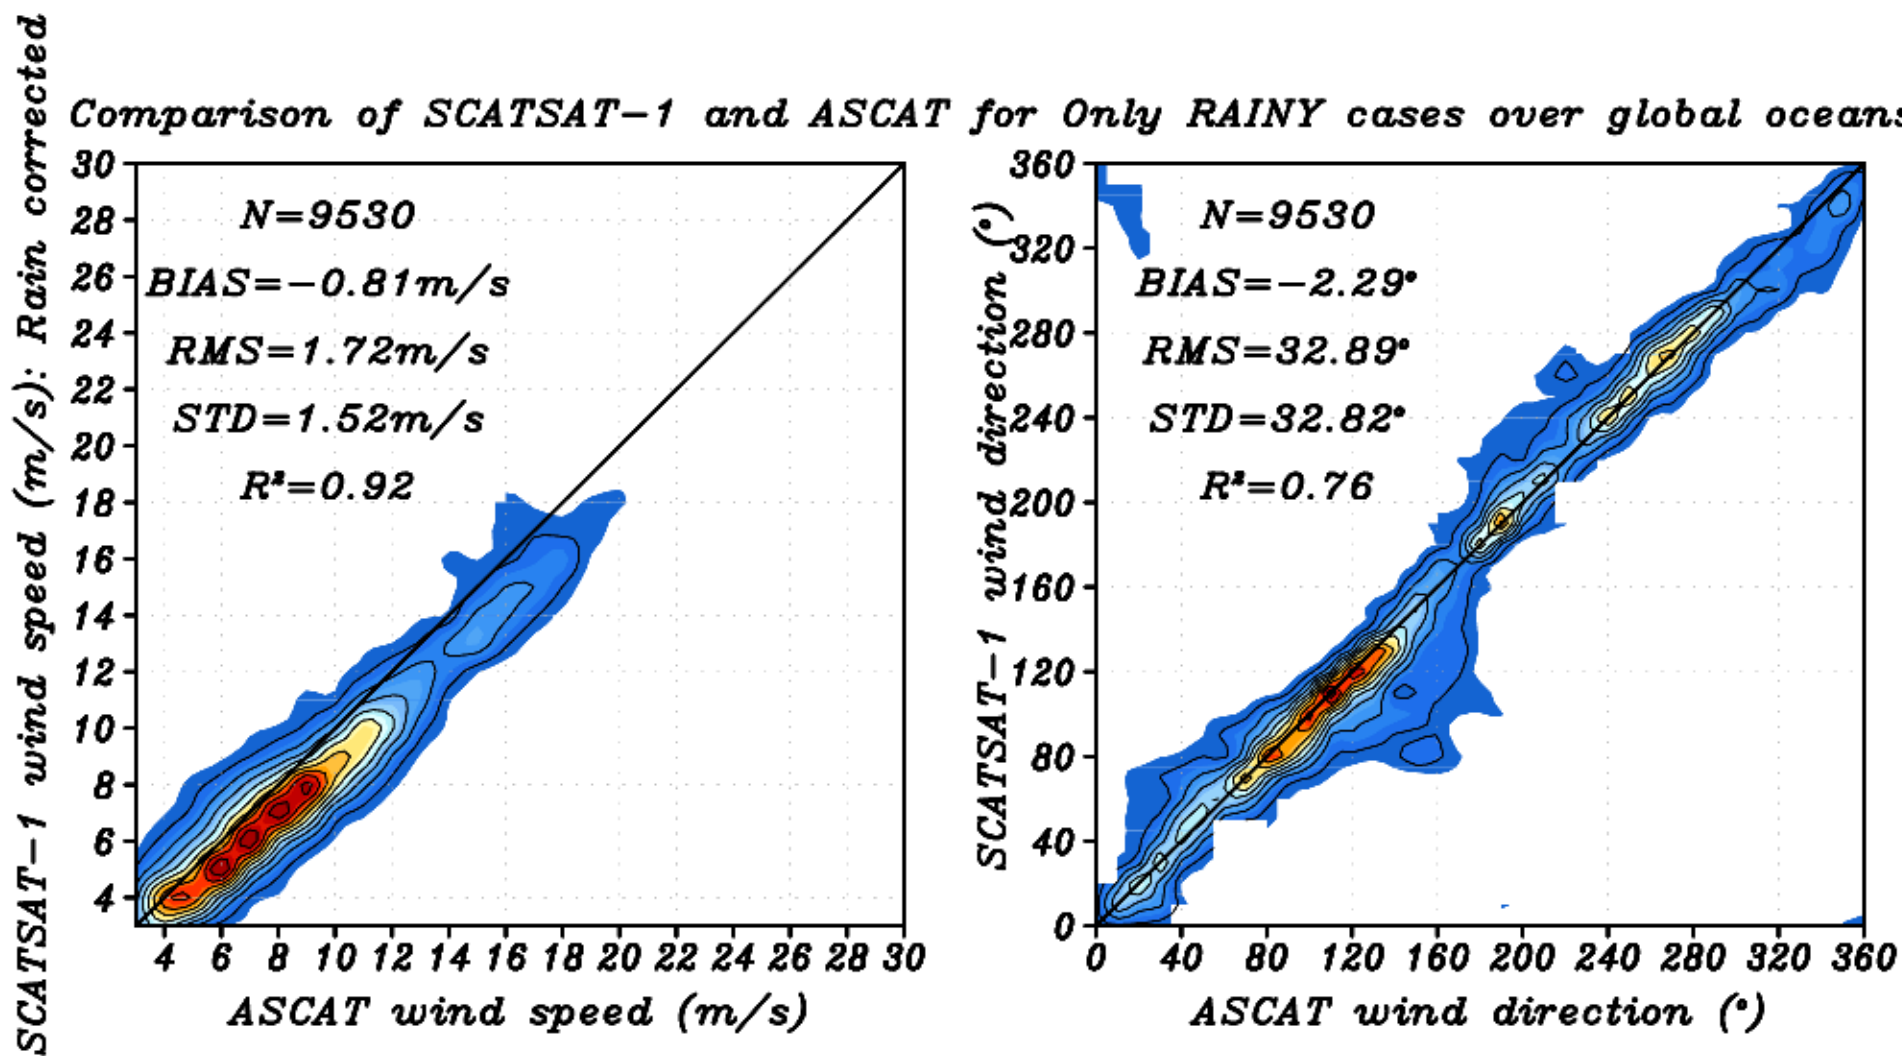 Comparison of SCATSAT-1 and ASCAT for Only RAINY cases over global oceans
SCATSAT-1 wind speed (m/s): Rain corrected
30
28
26
24
22
20
18
16
14
12
10
8
6
4
N=9530
BIAS=-0.81m/s
RMS=1.72m/s
STD=1.52m/s
R²=0.92
4 6 8 10 12 14 16 18 20 22 24 26 28 30
ASCAT wind speed (m/s)
SCATSAT-1 wind direction (°)
360
320
280
240
200
160
120
80
40
0
N=9530
BIAS=-2.29°
RMS=32.89°
STD=32.82°
R²=0.76
0 40 80 120 160 200 240 280 320 360
ASCAT wind direction (°)